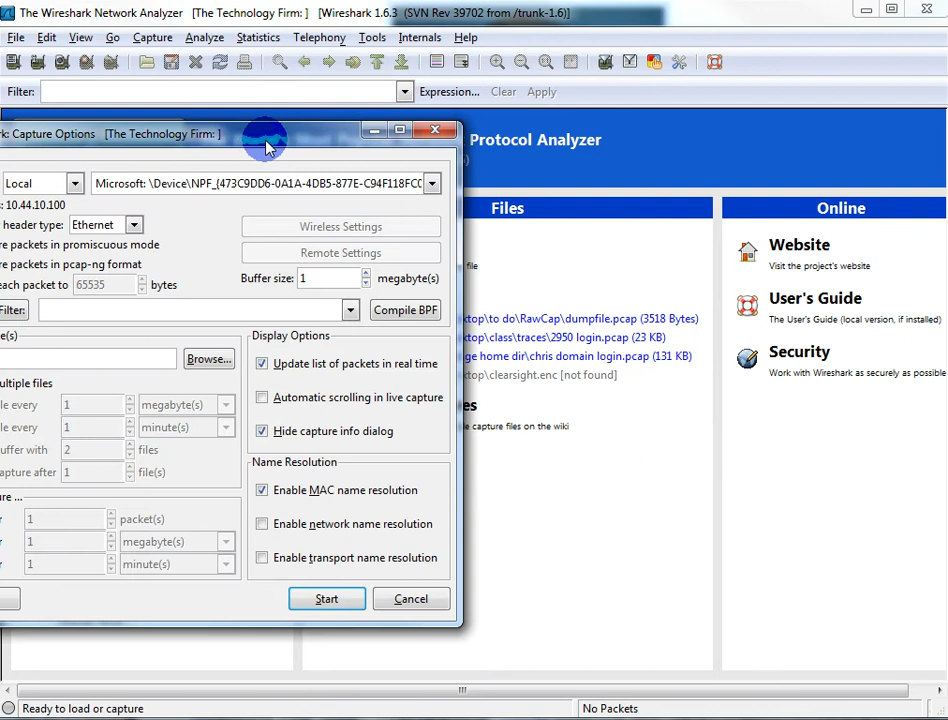 The Wireshark Network Analyzer [The Technology Firm: ] [Wireshark 1.6.3 (SVN Rev 39702 from /trunk-1.6)]
File Edit View Go Capture Analyze Statistics Telephony Tools Internals Help
Filter: Expression... Clear Apply
rk: Capture Options [The Technology Firm: ]
Protocol Analyzer
Local Microsoft: \Device\NPF_{473C9DD6-0A1A-4DB5-877E-C94F118FC
s: 10.44.10.100
header type: Ethernet
Wireless Settings
re packets in promiscuous mode
Remote Settings
re packets in pcap-ng format
each packet to 65535 bytes
Buffer size: 1 megabyte(s)
Filter: Compile BPF
e(s)
Browse...
ultiple files
le every 1 megabyte(s)
le every 1 minute(s)
uffer with 2 files
apture after 1 file(s)
ure ...
r 1 packet(s)
r 1 megabyte(s)
r 1 minute(s)
Display Options
Update list of packets in real time
Automatic scrolling in live capture
Hide capture info dialog
Name Resolution
Enable MAC name resolution
Enable network name resolution
Enable transport name resolution
Start Cancel
Files
file
ktop\to do\RawCap\dumpfile.pcap (3518 Bytes)
ktop\class\traces\2950 login.pcap (23 KB)
ge home dir\chris domain login.pcap (131 KB)
ktop\clearsight.enc [not found]
es
le capture files on the wiki
Online
Website
Visit the project's website
User's Guide
The User's Guide (local version, if installed)
Security
Work with Wireshark as securely as possible
Ready to load or capture
No Packets